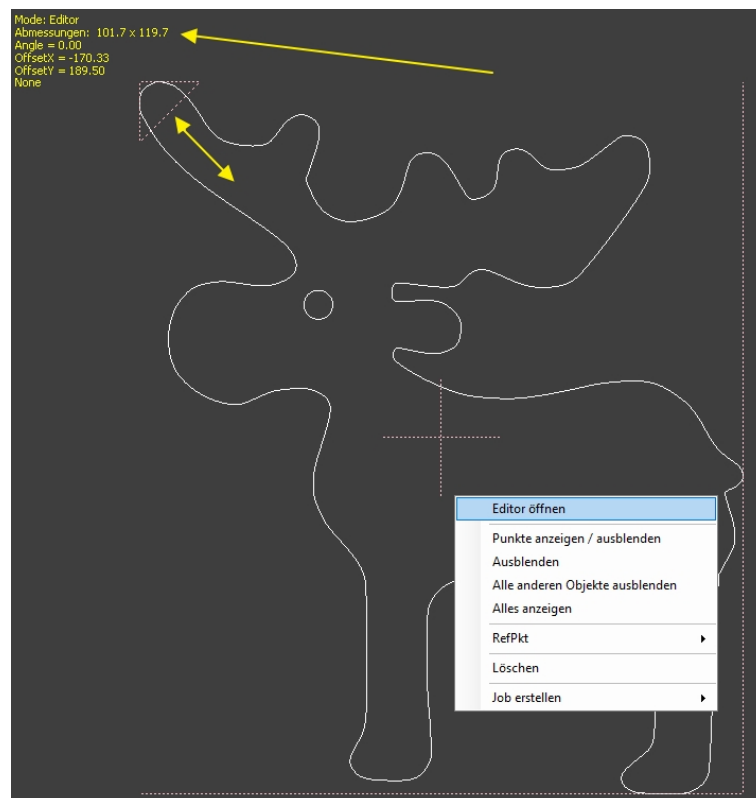 Mode: Editor
Abmessungen: 101.7 x 119.7
Angle = 0.00
OffsetX = -170.33
OffsetY = 189.50
None
Editor öffnen
Punkte anzeigen / ausblenden
Ausblenden
Alle anderen Objekte ausblenden
Alles anzeigen
RefPkt
Löschen
Job erstellen